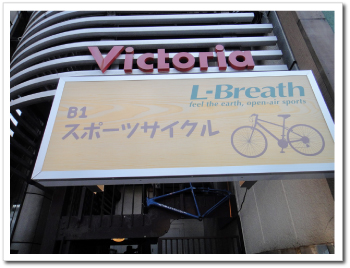 Victoria
L-Breath
feel the earth, open-air sports
B1
スポーツサイクル